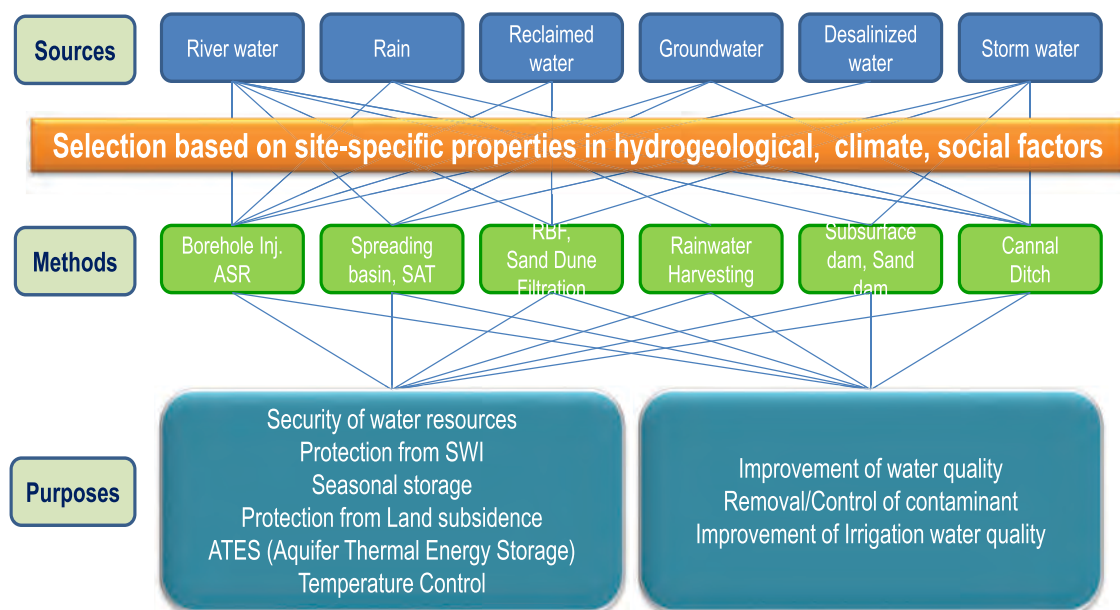 Sources
River water
Rain
Reclaimed
water
Groundwater
Desalinized
water
Storm water
Selection based on site-specific properties in hydrogeological, climate, social factors
Methods
Borehole Inj.
ASR
Spreading
basin, SAT
RBF,
Sand Dune
Filtration
Rainwater
Harvesting
Subsurface
dam, Sand
dam
Cannal
Ditch
Purposes
Security of water resources
Protection from SWI
Seasonal storage
Protection from Land subsidence
ATES (Aquifer Thermal Energy Storage)
Temperature Control
Improvement of water quality
Removal/Control of contaminant
Improvement of Irrigation water quality